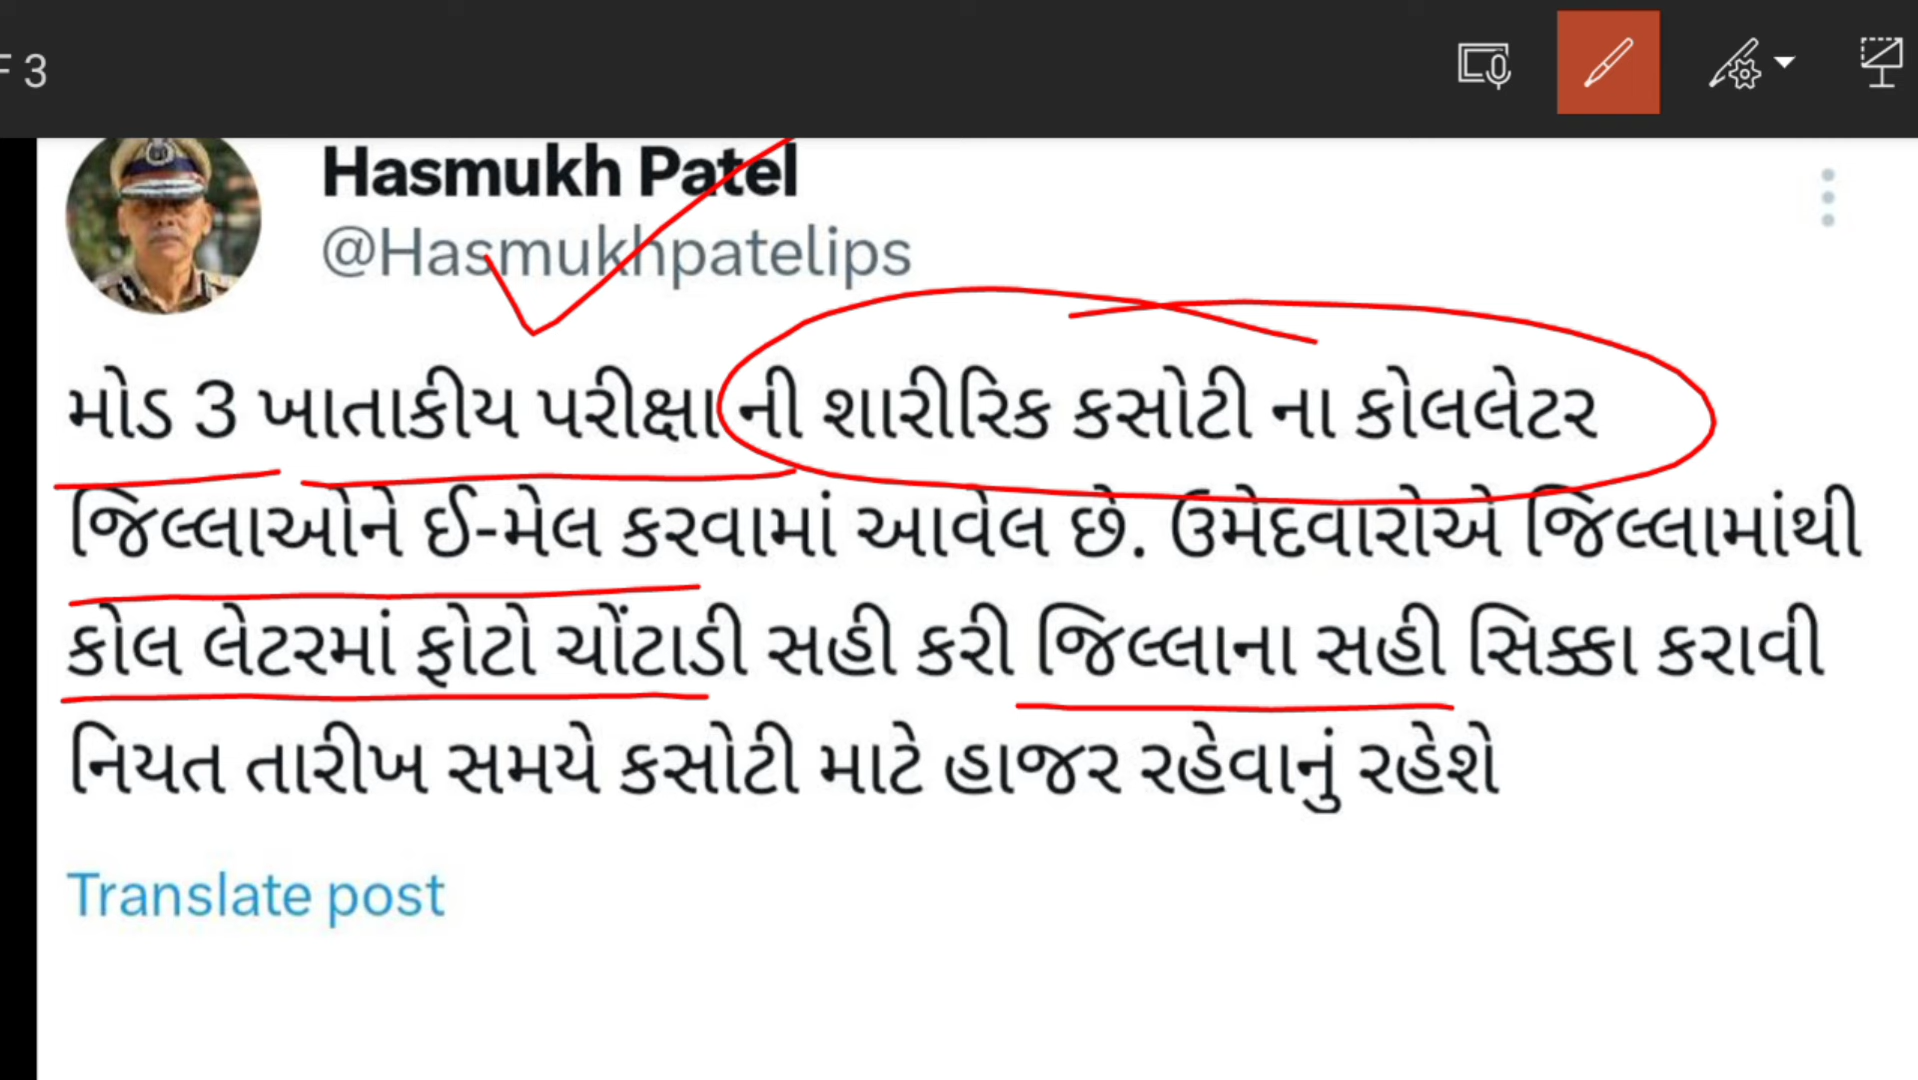 F 3
Hasmukh Patel
@Hasmukhpatelips
મોડ 3 ખાતાકીય પરીક્ષા ની શારીરિક કસોટી ના કોલલેટર
જિલ્લાઓને ઈ-મેલ કરવામાં આવેલ છે. ઉમેદવારોએ જિલ્લામાંથી
કોલ લેટરમાં ફોટો ચોંટાડી સહી કરી જિલ્લાના સહી સિક્કા કરાવી
નિયત તારીખ સમયે કસોટી માટે હાજર રહેવાનું રહેશે
Translate post